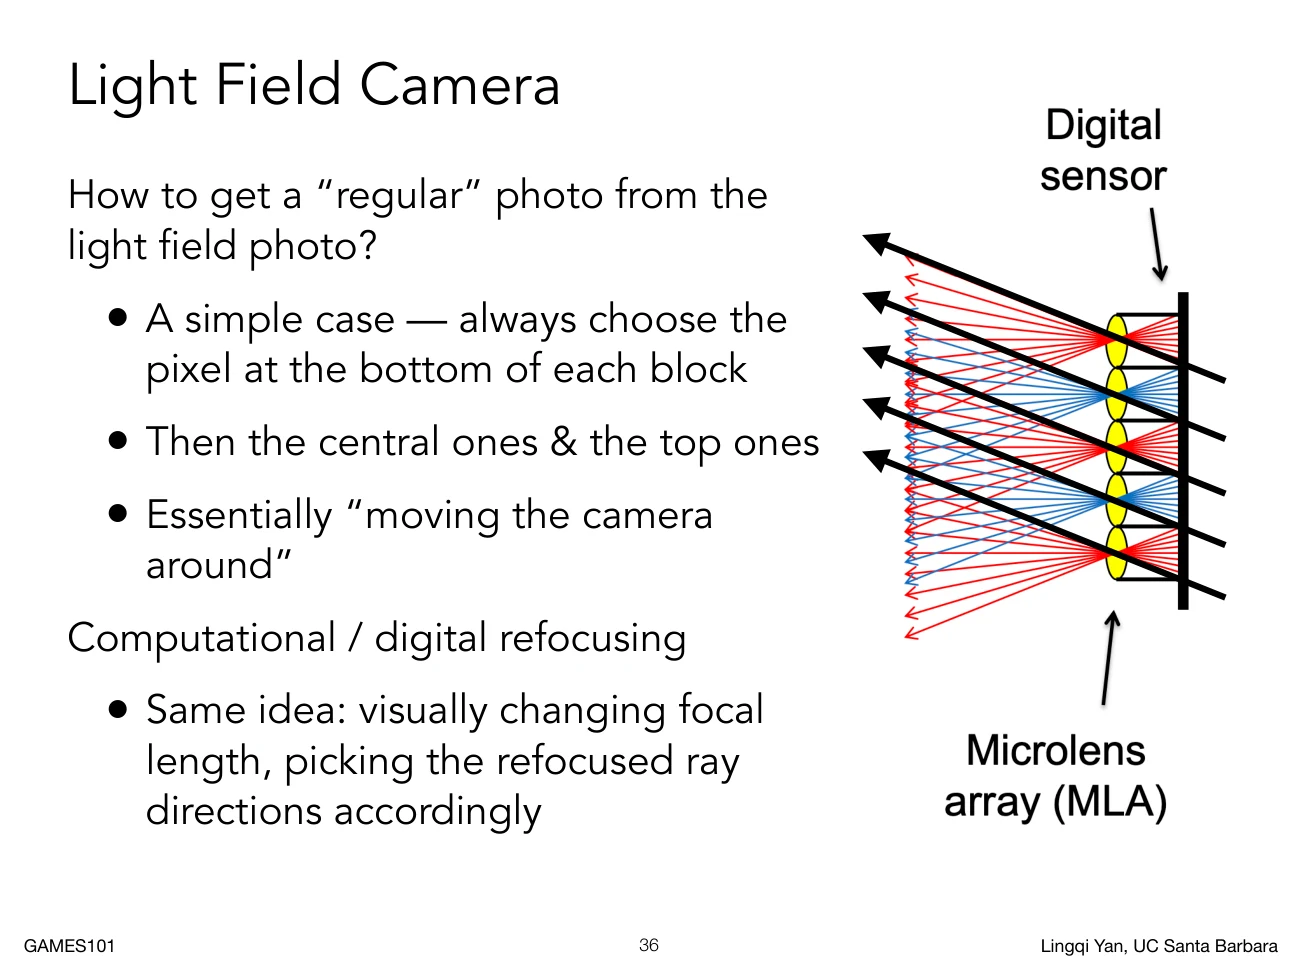 Light Field Camera
How to get a “regular” photo from the
light field photo?
• A simple case — always choose the
pixel at the bottom of each block
• Then the central ones & the top ones
• Essentially “moving the camera
around”
Computational / digital refocusing
• Same idea: visually changing focal
length, picking the refocused ray
directions accordingly
Digital
sensor
Microlens
array (MLA)
GAMES101
36
Lingqi Yan, UC Santa Barbara